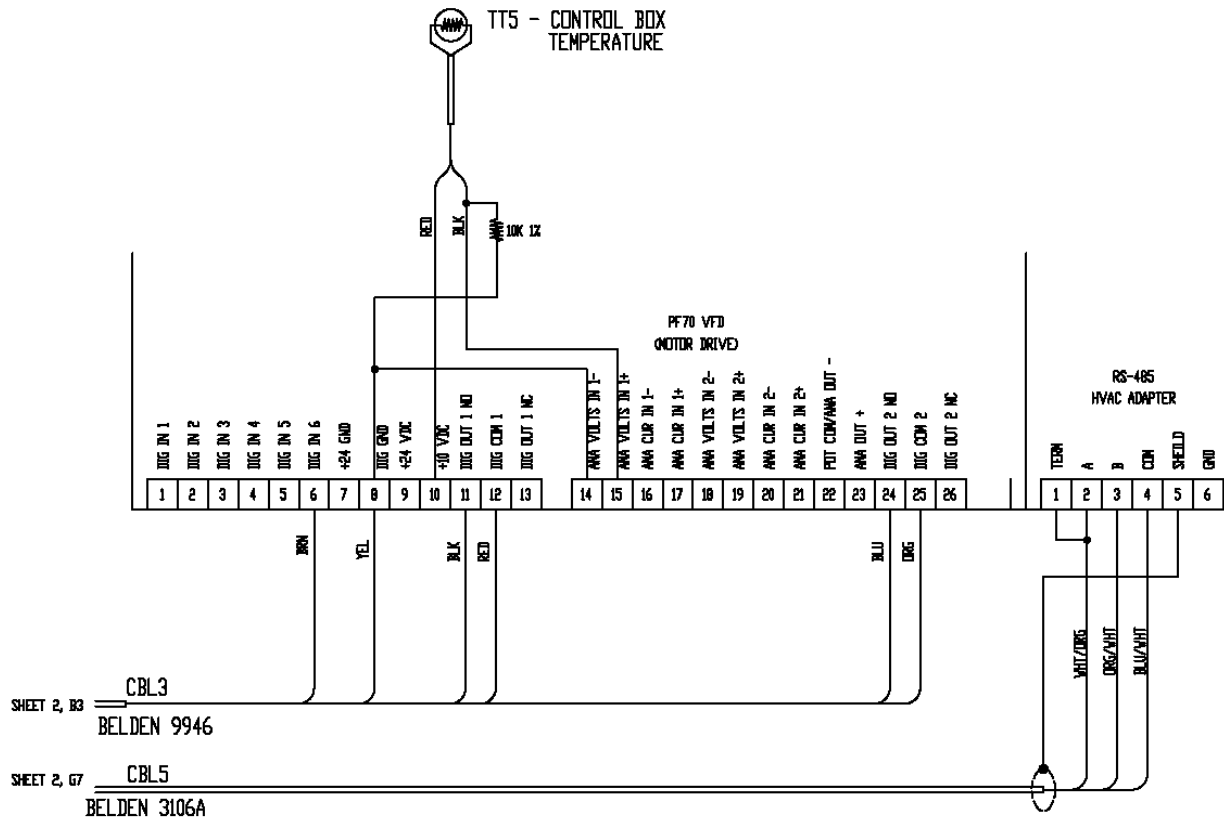 TT5 - CONTROL BOX
TEMPERATURE
RED
BLK
10K 1%
PF70 VFD
(MOTOR DRIVE)
RS-485
HVAC ADAPTER
DIG IN 1
DIG IN 2
DIG IN 3
DIG IN 4
DIG IN 5
DIG IN 6
+24 GND
DIG GND
+24 VDC
+10 VDC
DIG OUT 1 NO
DIG COM 1
DIG OUT 1 NC
ANA VOLTS IN 1-
ANA VOLTS IN 1+
ANA CUR IN 1-
ANA CUR IN 1+
ANA VOLTS IN 2-
ANA VOLTS IN 2+
ANA CUR IN 2-
ANA CUR IN 2+
POT COM/ANA OUT -
ANA OUT +
DIG OUT 2 NO
DIG COM 2
DIG OUT 2 NC
TERM
A
B
COM
SHEILD
GND
1 2 3 4 5 6 7 8 9 10 11 12 13 14 15 16 17 18 19 20 21 22 23 24 25 26 1 2 3 4 5 6
BRN
YEL
BLK
RED
BLU
ORG
WHT/ORG
ORG/WHT
BLU/WHT
SHEET 2, B3
CBL3
BELDEN 9946
SHEET 2, G7
CBL5
BELDEN 3106A